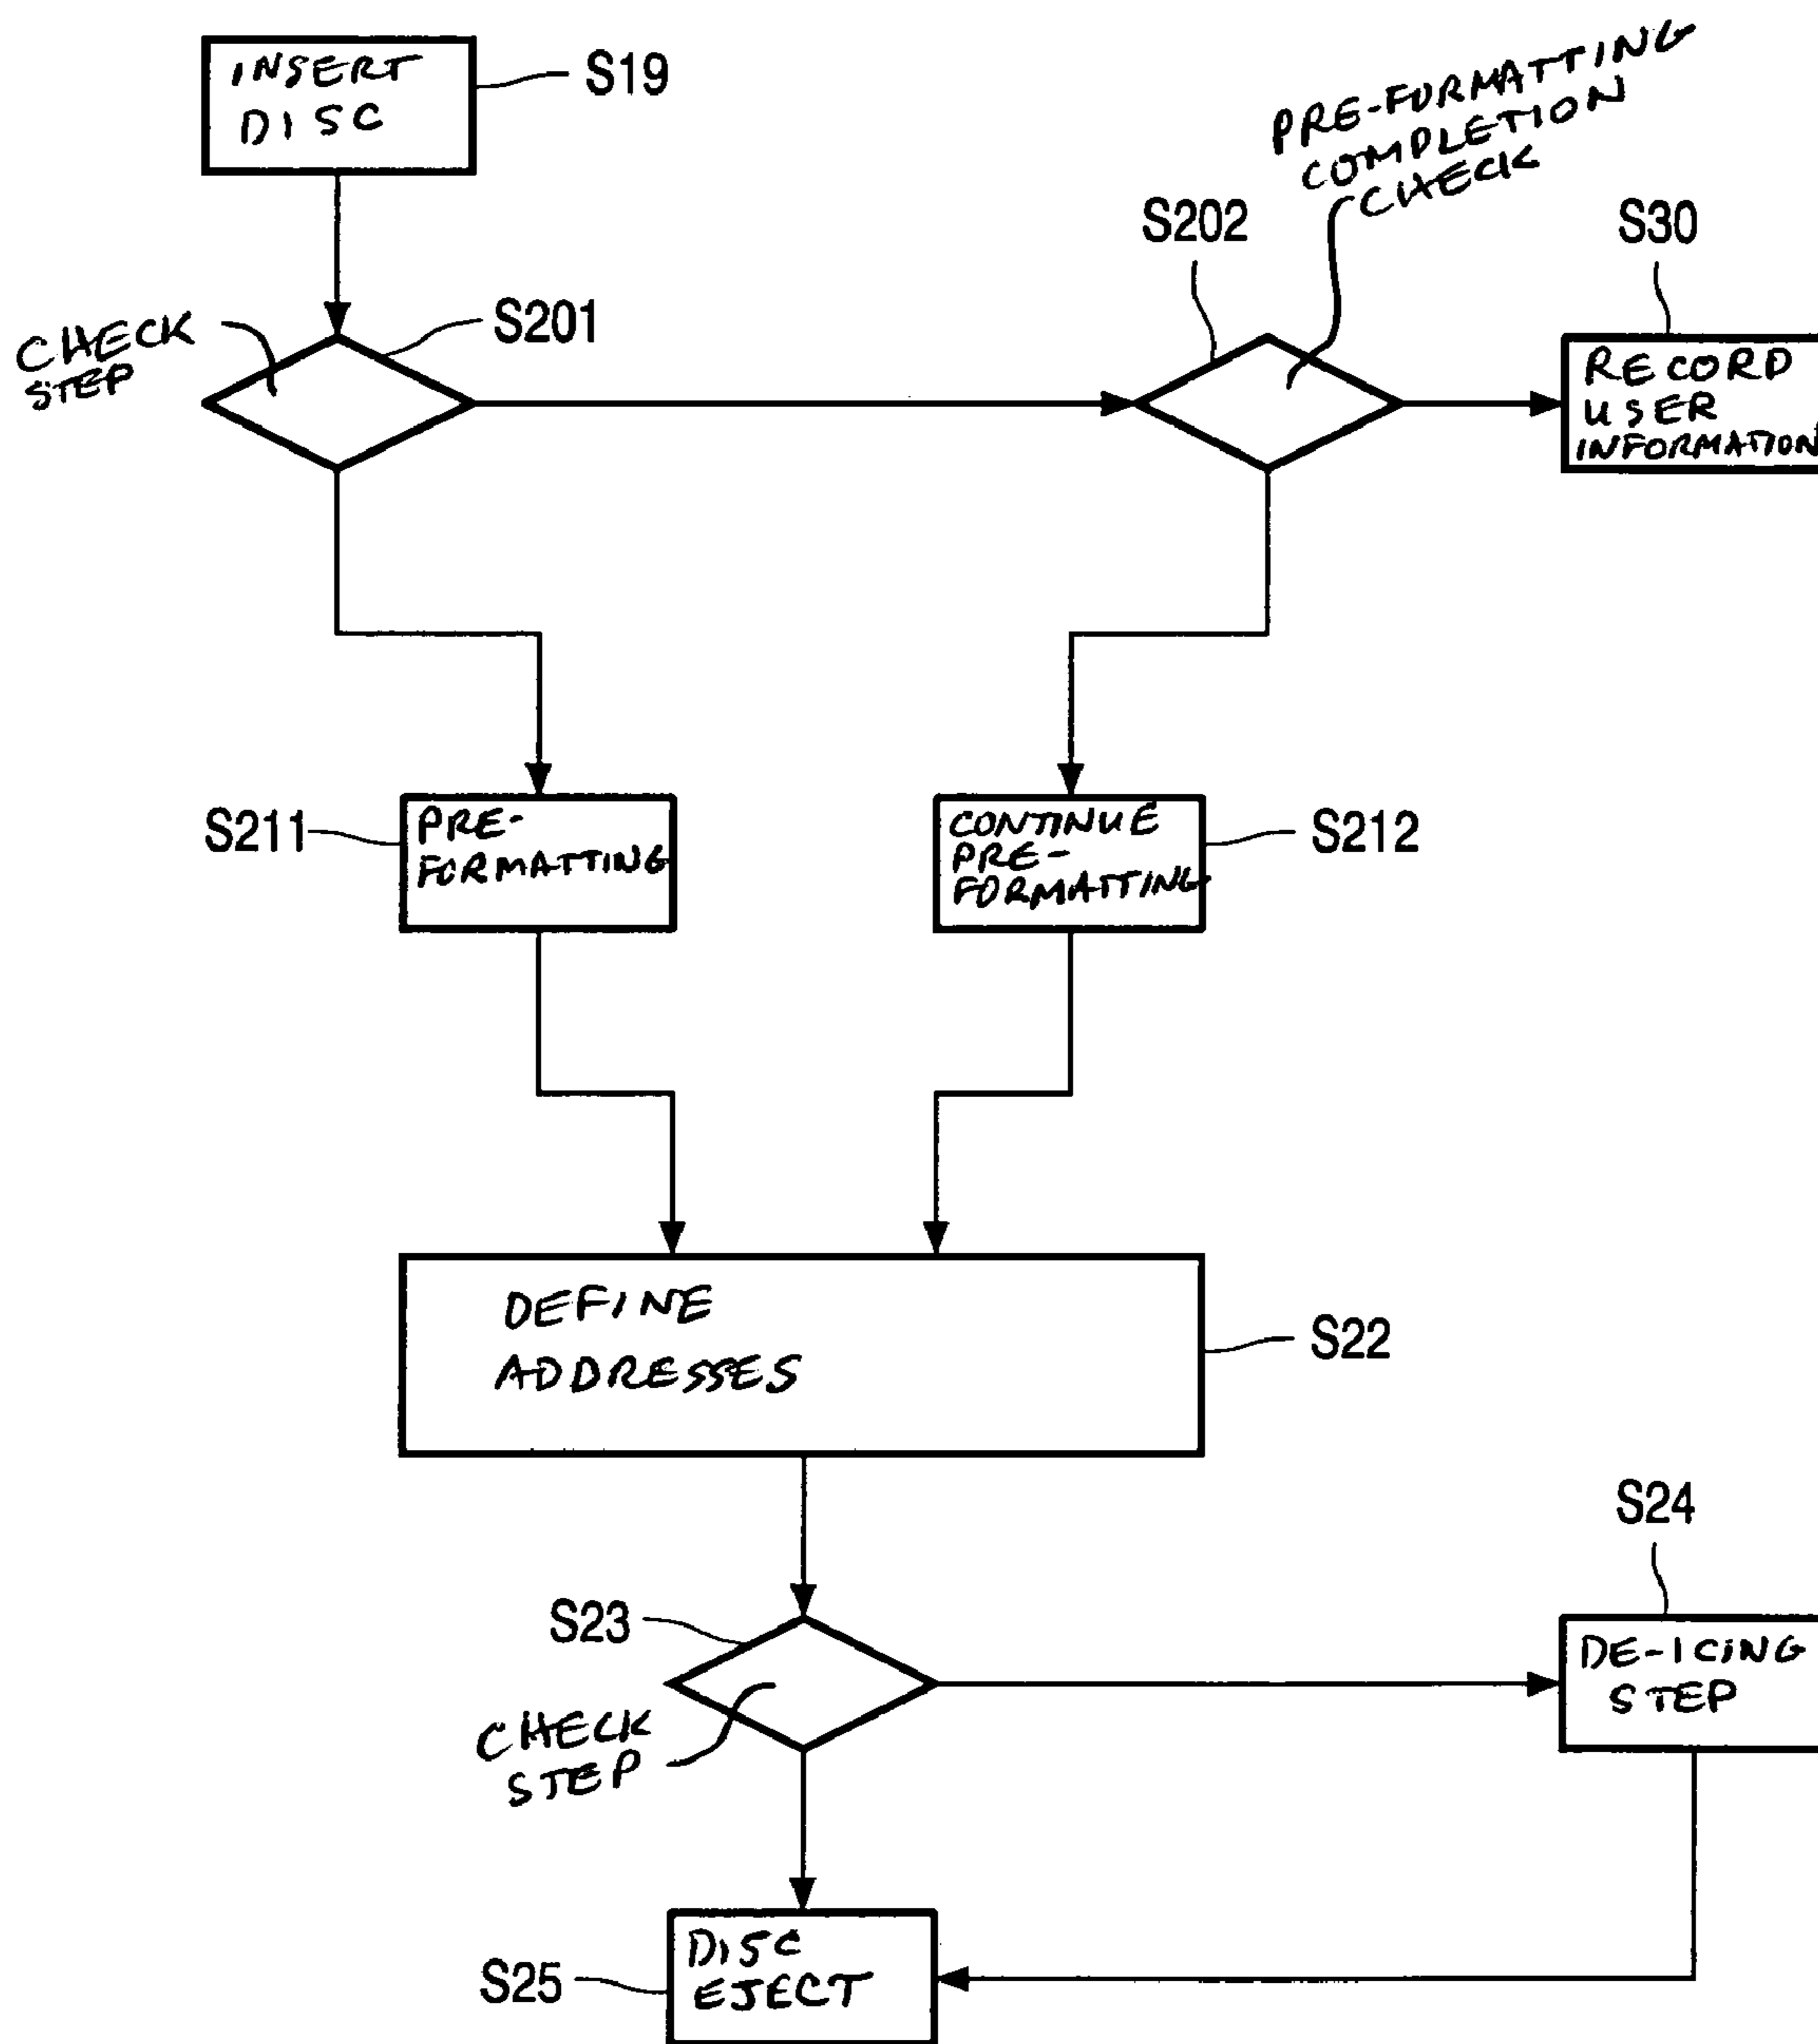 INSERT
DISC
S19
PRE-FORMATTING
COMPLETION
CHECK
S202
S30
CHECK
STEP
S201
RECORD
USER
INFORMATION
S211
PRE-
FORMATTING
CONTINUE
PRE-
FORMATTING
S212
DEFINE
ADDRESSES
S22
S24
S23
CHECK
STEP
DE-ICING
STEP
S25
DISC
EJECT